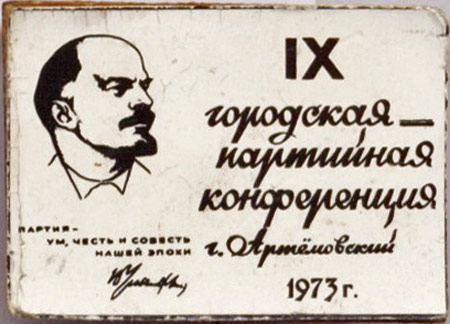 IX
городская
партийная
конференция
г. Артёмовский
1973 г.
ПАРТИЯ–
УМ, ЧЕСТЬ И СОВЕСТЬ
НАШЕЙ ЭПОХИ